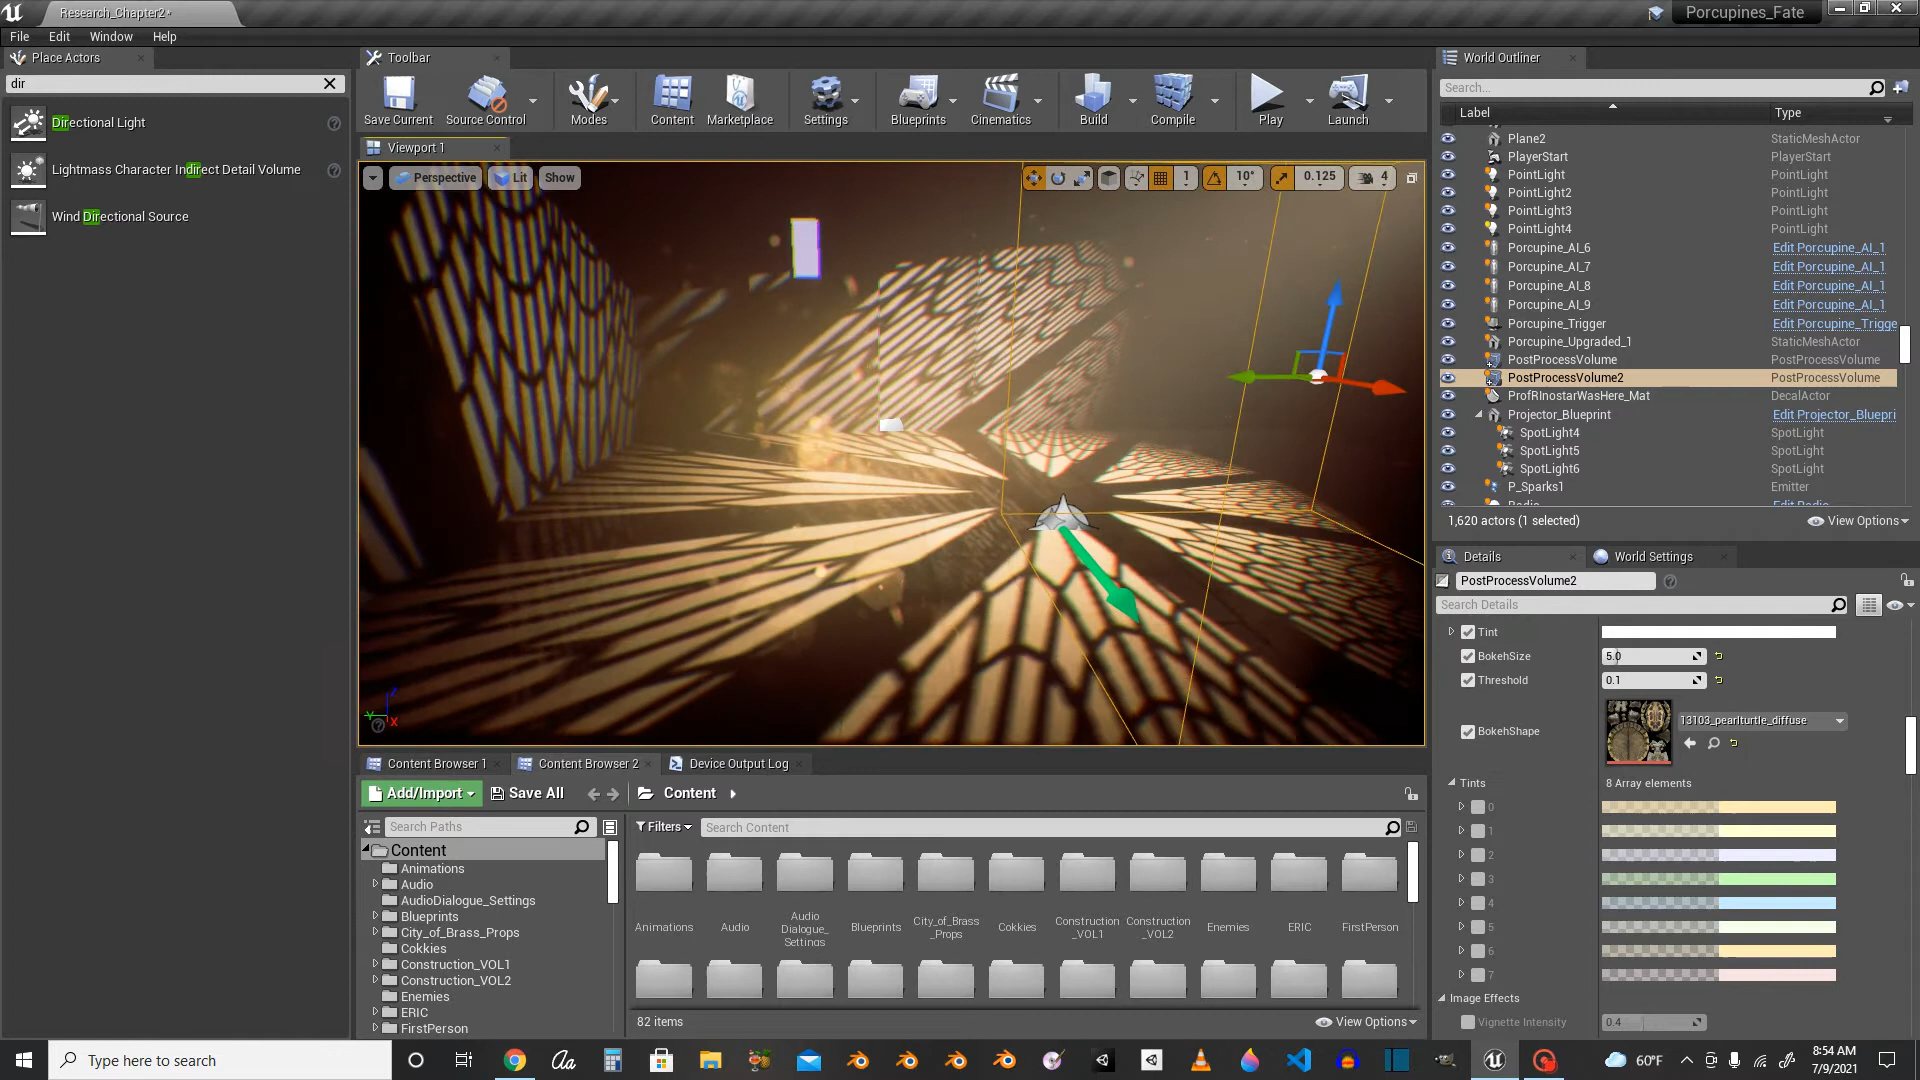 Research_Chapter2*
Porcupines_Fate
File Edit Window Help
Place Actors
dir
Directional Light
Lightmass Character Indirect Detail Volume
Wind Directional Source
Toolbar
Save Current
Source Control
Modes
Content
Marketplace
Settings
Blueprints
Cinematics
Build
Compile
Play
Launch
Viewport 1
Perspective
Lit
Show
1
10°
0.125
4
World Outliner
Search...
Label Type
Plane2 StaticMeshActor
PlayerStart PlayerStart
PointLight PointLight
PointLight2 PointLight
PointLight3 PointLight
PointLight4 PointLight
Porcupine_AI_6 Edit Porcupine_AI_1
Porcupine_AI_7 Edit Porcupine_AI_1
Porcupine_AI_8 Edit Porcupine_AI_1
Porcupine_AI_9 Edit Porcupine_AI_1
Porcupine_Trigger Edit Porcupine_Trigge
Porcupine_Upgraded_1 StaticMeshActor
PostProcessVolume PostProcessVolume
PostProcessVolume2 PostProcessVolume
ProfRInostarWasHere_Mat DecalActor
Projector_Blueprint Edit Projector_Bluepri
SpotLight4 SpotLight
SpotLight5 SpotLight
SpotLight6 SpotLight
P_Sparks1 Emitter
1,620 actors (1 selected)
View Options
Details
World Settings
PostProcessVolume2
Search Details
Tint
BokehSize 5.0
Threshold 0.1
BokehShape
13103_pearlturtle_diffuse
Tints 8 Array elements
0
1
2
3
4
5
6
7
Image Effects
Vignette Intensity 0.4
Content Browser 1
Content Browser 2
Device Output Log
Add/Import
Save All
Content
Search Paths
Filters
Search Content
Content
Animations
Audio
AudioDialogue_Settings
Blueprints
City_of_Brass_Props
Cokkies
Construction_VOL1
Construction_VOL2
Enemies
ERIC
FirstPerson
Animations
Audio
Audio
Dialogue_
Settings
Blueprints
City_of_Brass
_Props
Cokkies
Construction
_VOL1
Construction
_VOL2
Enemies
ERIC
FirstPerson
82 items
View Options
Type here to search
60°F
8:54 AM
7/9/2021